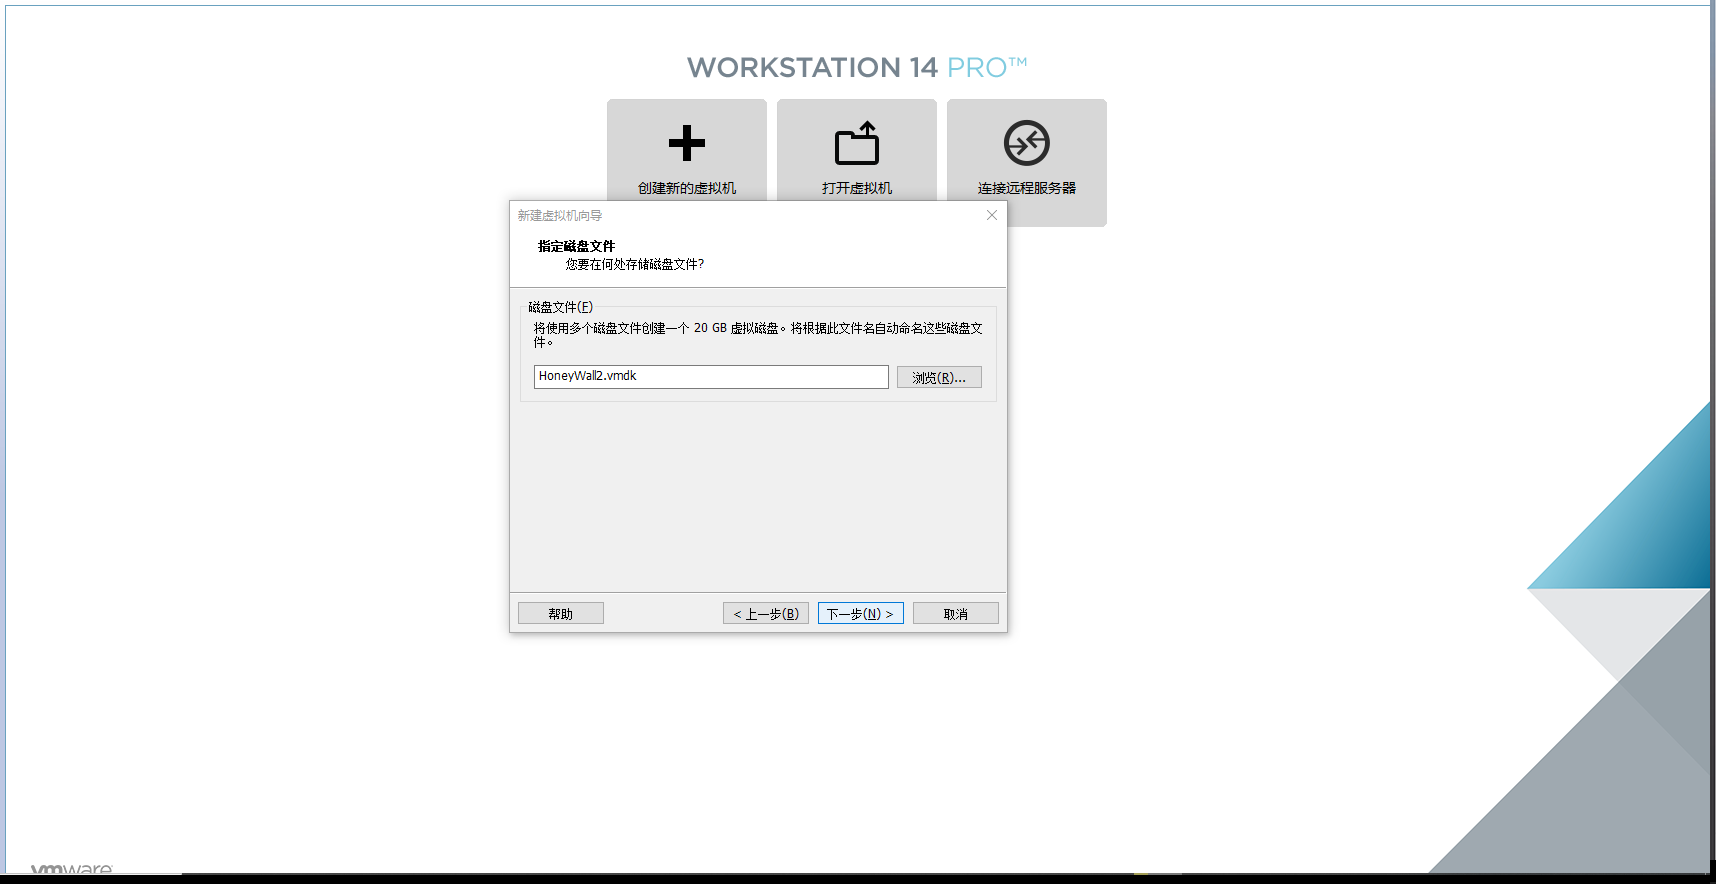 WORKSTATION 14 PRO™
创建新的虚拟机
打开虚拟机
连接远程服务器
新建虚拟机向导
指定磁盘文件
您要在何处存储磁盘文件?
磁盘文件(F)
将使用多个磁盘文件创建一个 20 GB 虚拟磁盘。将根据此文件名自动命名这些磁盘文
件。
HoneyWall2.vmdk
浏览(R)...
帮助
< 上一步(B)
下一步(N) >
取消
vmware